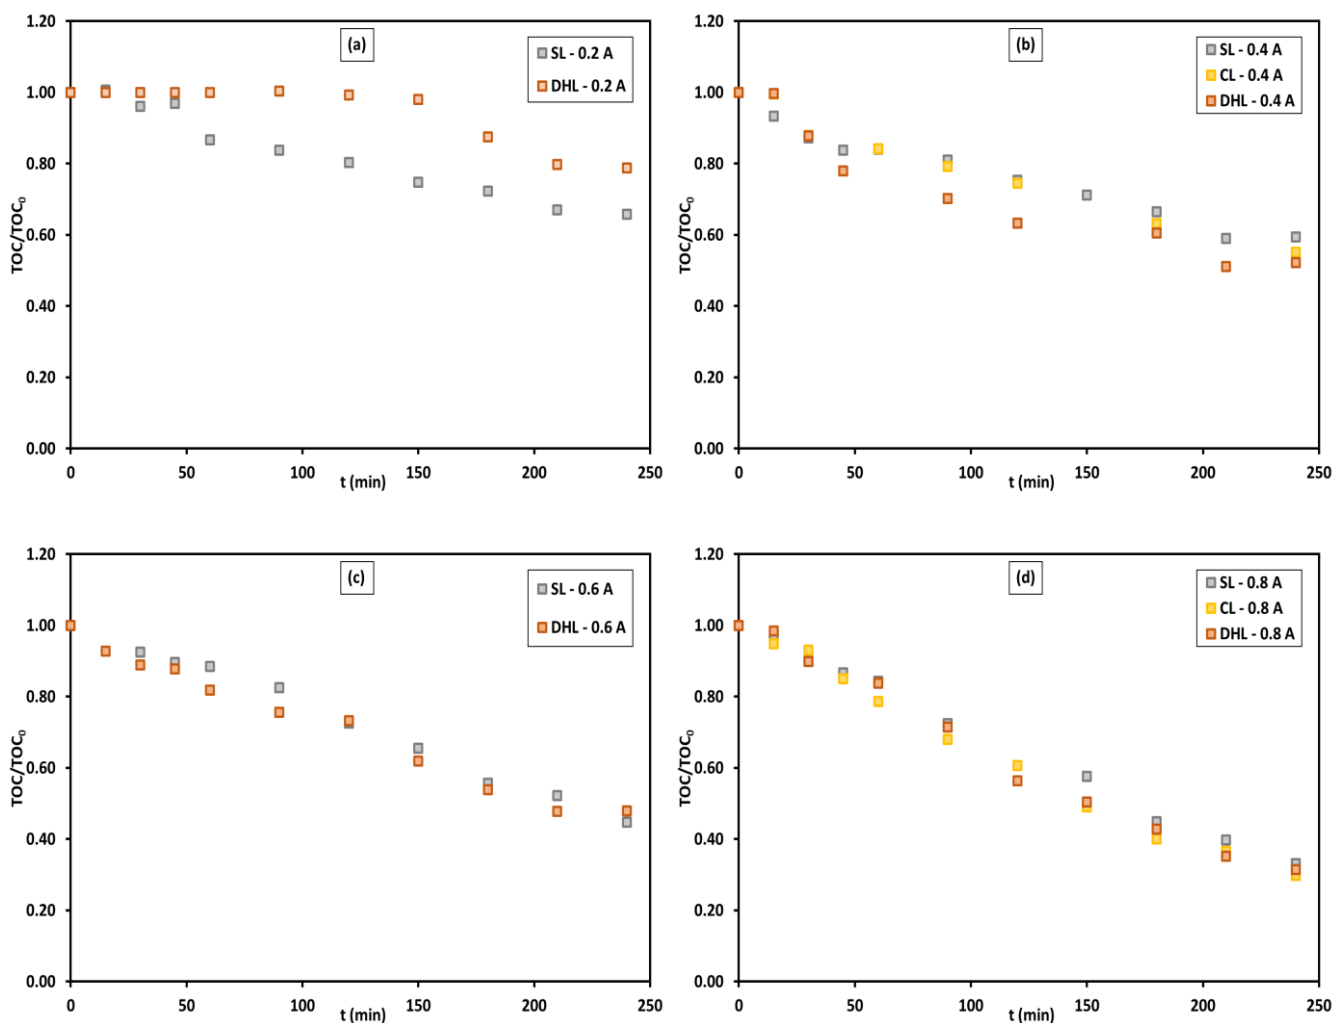 1.20
1.00
0.80
0.60
0.40
0.20
0.00
TOC/TOC₀
(a)
SL - 0.2 A
DHL - 0.2 A
0 50 100 150 200 250
t (min)
1.20
1.00
0.80
0.60
0.40
0.20
0.00
TOC/TOC₀
(b)
SL - 0.4 A
CL - 0.4 A
DHL - 0.4 A
0 50 100 150 200 250
t (min)
1.20
1.00
0.80
0.60
0.40
0.20
0.00
TOC/TOC₀
(c)
SL - 0.6 A
DHL - 0.6 A
0 50 100 150 200 250
t (min)
1.20
1.00
0.80
0.60
0.40
0.20
0.00
TOC/TOC₀
(d)
SL - 0.8 A
CL - 0.8 A
DHL - 0.8 A
0 50 100 150 200 250
t (min)